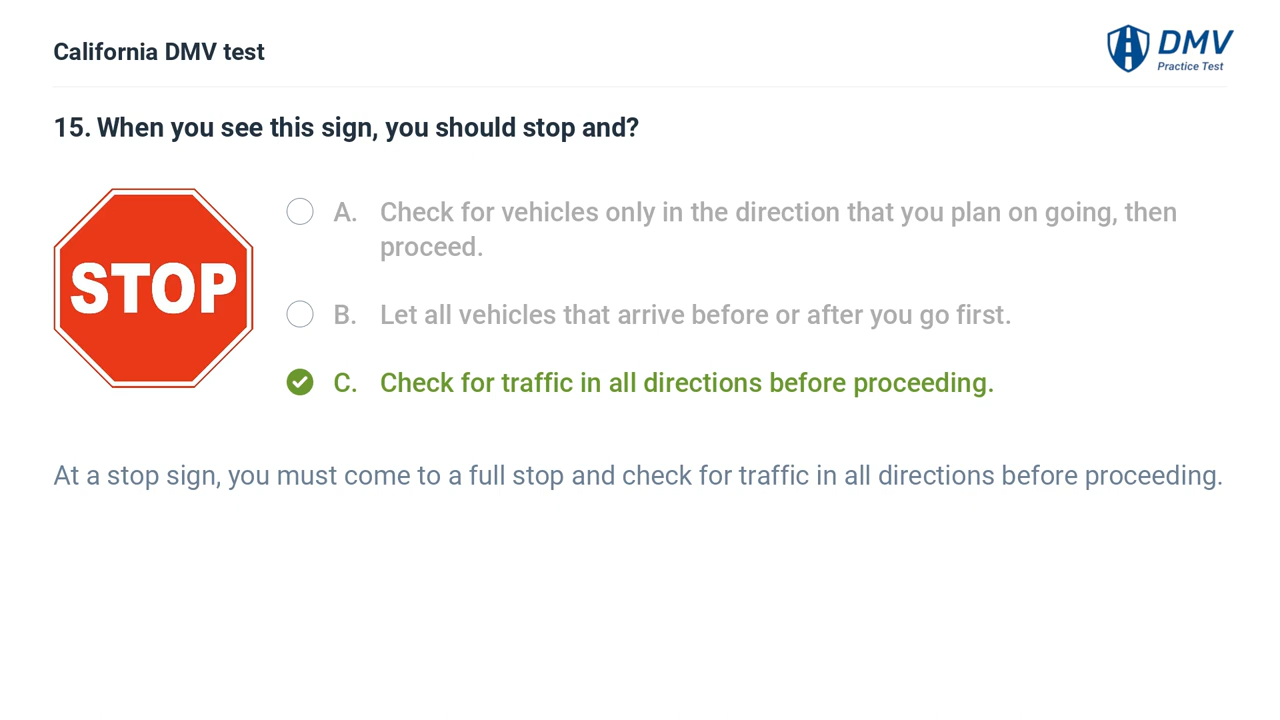 California DMV test
DMV
Practice Test
15. When you see this sign, you should stop and?
STOP
A. Check for vehicles only in the direction that you plan on going, then
proceed.
B. Let all vehicles that arrive before or after you go first.
C. Check for traffic in all directions before proceeding.
At a stop sign, you must come to a full stop and check for traffic in all directions before proceeding.